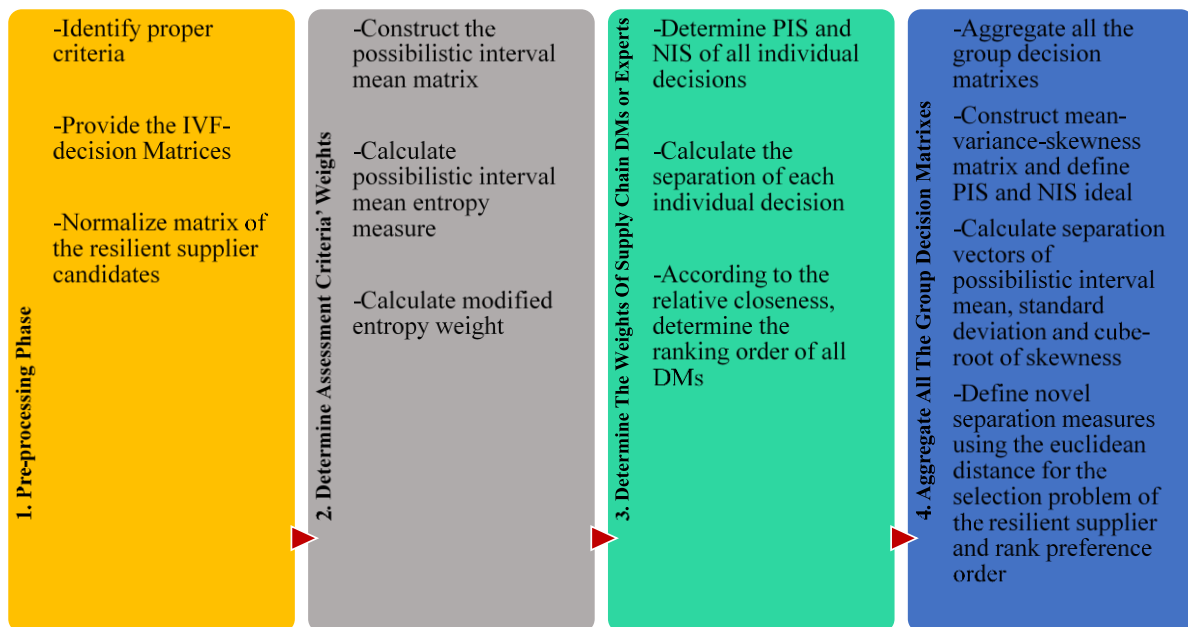 1. Pre-processing Phase
-Identify proper
criteria
-Provide the IVF-
decision Matrices
-Normalize matrix of
the resilient supplier
candidates
2. Determine Assessment Criteria’ Weights
-Construct the
possibilistic interval
mean matrix
-Calculate
possibilistic interval
mean entropy
measure
-Calculate modified
entropy weight
3. Determine The Weights Of Supply Chain DMs or Experts
-Determine PIS and
NIS of all individual
decisions
-Calculate the
separation of each
individual decision
-According to the
relative closeness,
determine the
ranking order of all
DMs
4. Aggregate All The Group Decision Matrixes
-Aggregate all the
group decision
matrixes
-Construct mean-
variance-skewness
matrix and define
PIS and NIS ideal
-Calculate separation
vectors of
possibilistic interval
mean, standard
deviation and cube-
root of skewness
-Define novel
separation measures
using the euclidean
distance for the
selection problem of
the resilient supplier
and rank preference
order